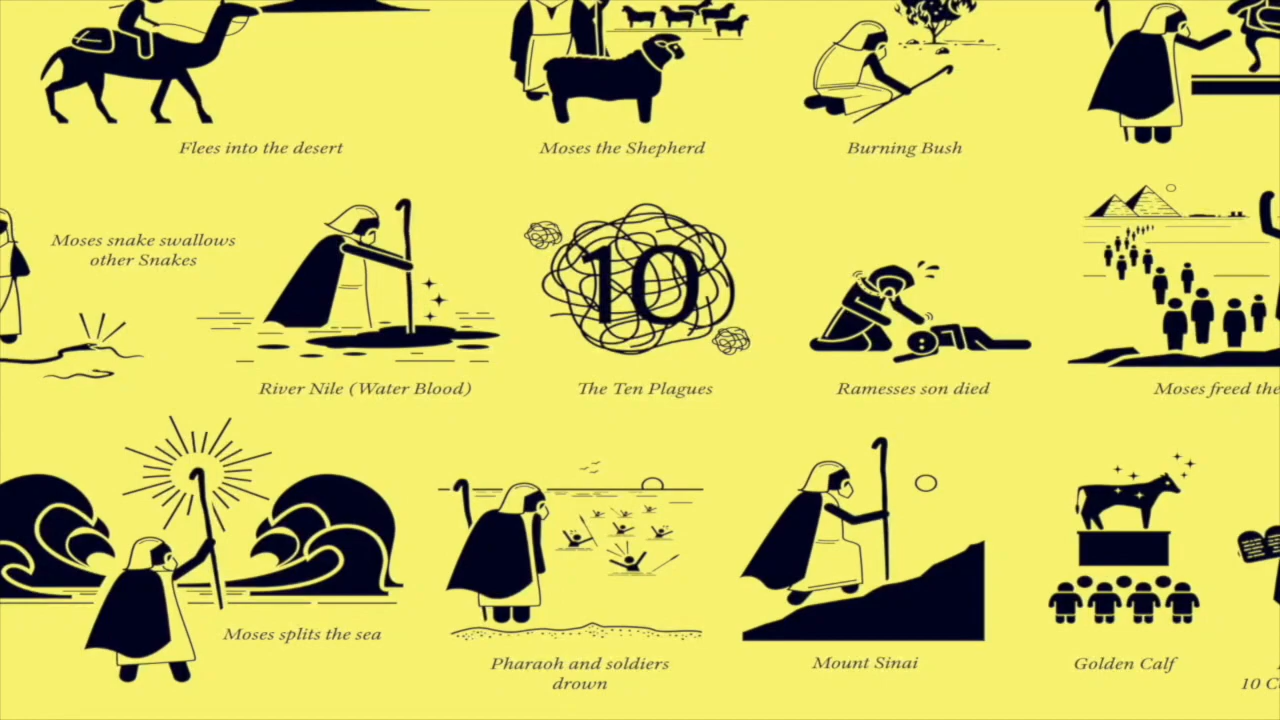 Flees into the desert
Moses the Shepherd
Burning Bush
Moses snake swallows
other Snakes
River Nile (Water Blood)
10
The Ten Plagues
Ramesses son died
Moses freed the
Moses splits the sea
Pharaoh and soldiers
drown
Mount Sinai
Golden Calf
10